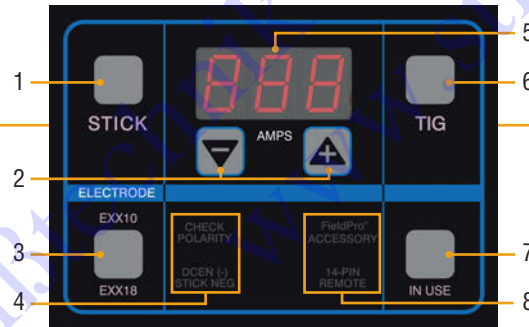 5
1
6
888
STICK
TIG
AMPS
2
ELECTRODE
EXX10
CHECK
POLARITY
FieldPro™
ACCESSORY
3
7
DCEN (-)
STICK NEG
14-PIN
REMOTE
EXX18
IN USE
4
8